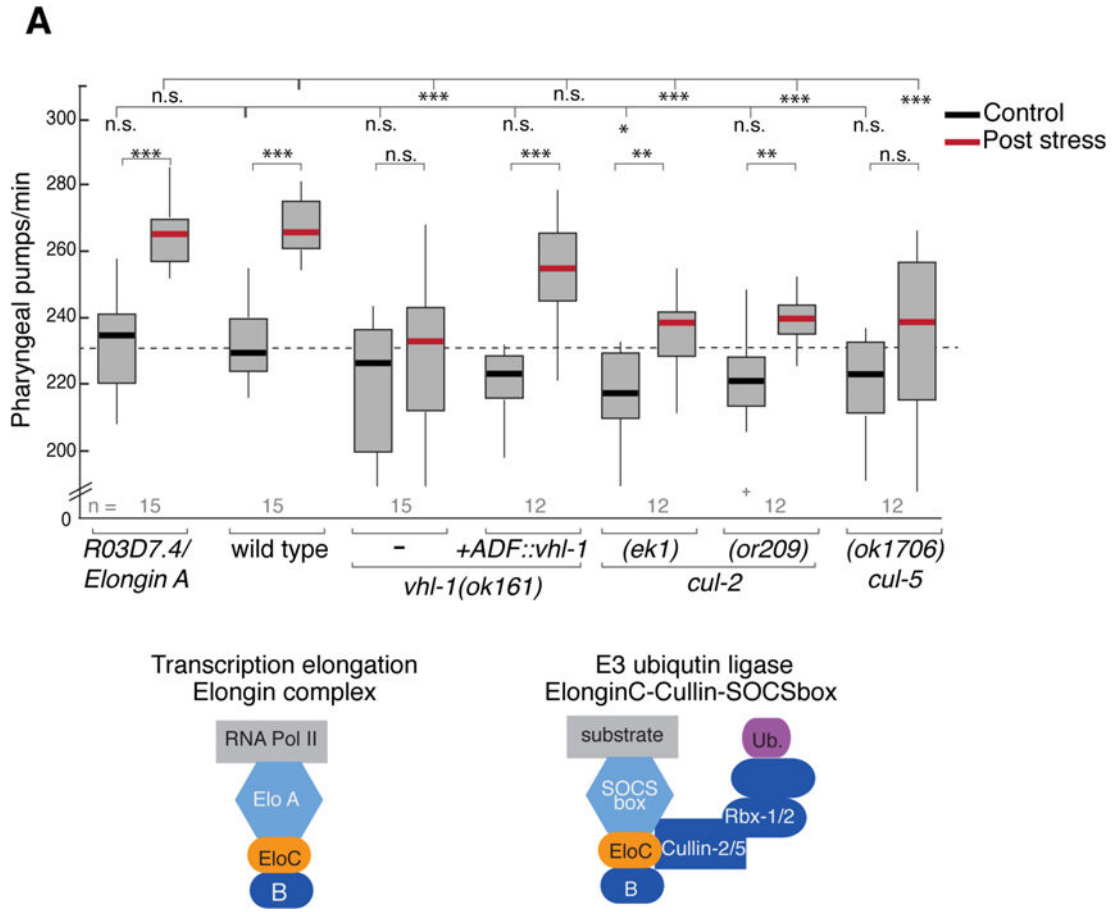 A
n.s. *** n.s. *** *** ***
n.s. n.s. n.s. * n.s. n.s.
*** *** n.s. *** ** ** n.s.
Control
Post stress
Pharyngeal pumps/min
300
280
260
240
220
200
0
+
n = 15 15 15 12 12 12 12
R03D7.4/
Elongin A
wild type
– +ADF::vhl-1
vhl-1(ok161)
(ek1) (or209)
cul-2
(ok1706)
cul-5
Transcription elongation
Elongin complex
RNA Pol II
Elo A
EloC
B
E3 ubiqutin ligase
ElonginC-Cullin-SOCSbox
substrate
Ub.
SOCS
box
Rbx-1/2
EloC
Cullin-2/5
B